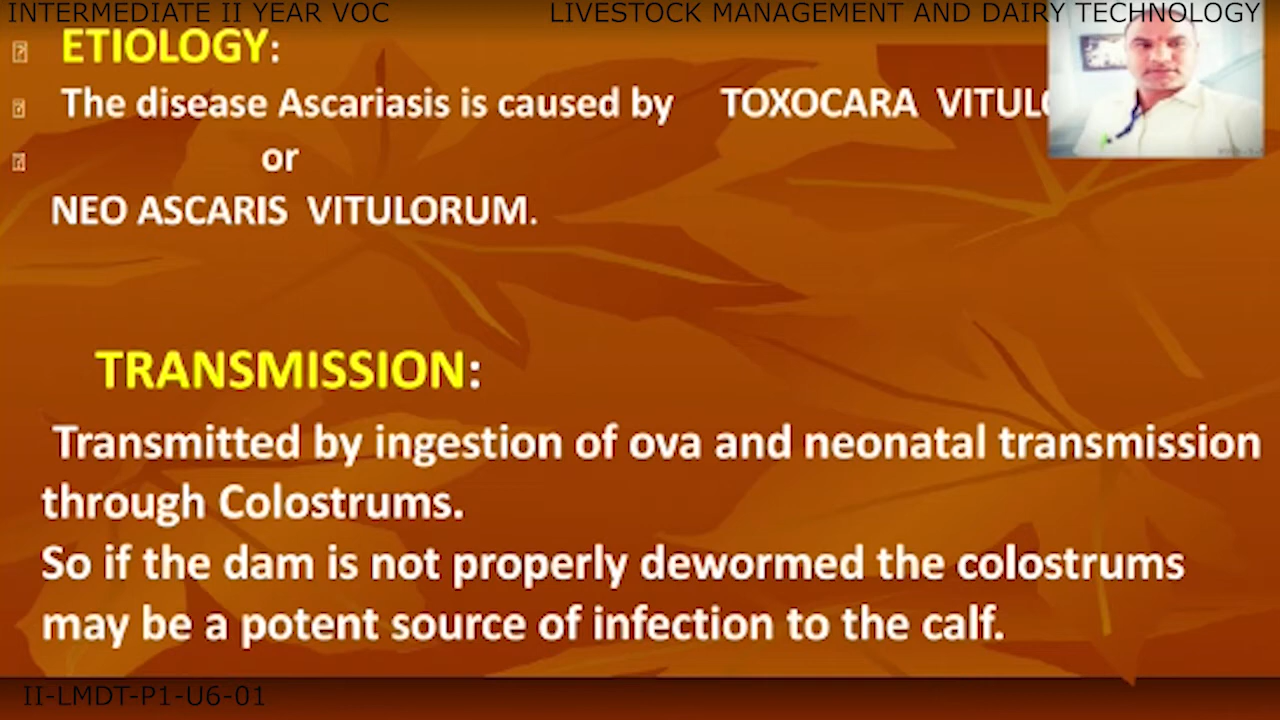 INTERMEDIATE II YEAR VOC LIVESTOCK MANAGEMENT AND DAIRY TECHNOLOGY
ETIOLOGY:
The disease Ascariasis is caused by TOXOCARA
or
NEO ASCARIS VITULORUM.
TRANSMISSION:
Transmitted by ingestion of ova and neonatal transmission
through Colostrums.
So if the dam is not properly dewormed the colostrums
may be a potent source of infection to the calf.
II-LMDT-P1-U6-01